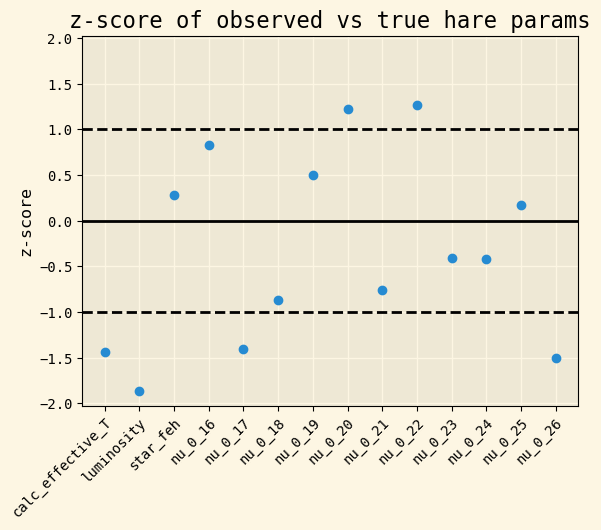 z-score of observed vs true hare params
z-score
2.0
1.5
1.0
0.5
0.0
−0.5
−1.0
−1.5
−2.0
calc_effective_T
luminosity
star_feh
nu_0_16
nu_0_17
nu_0_18
nu_0_19
nu_0_20
nu_0_21
nu_0_22
nu_0_23
nu_0_24
nu_0_25
nu_0_26